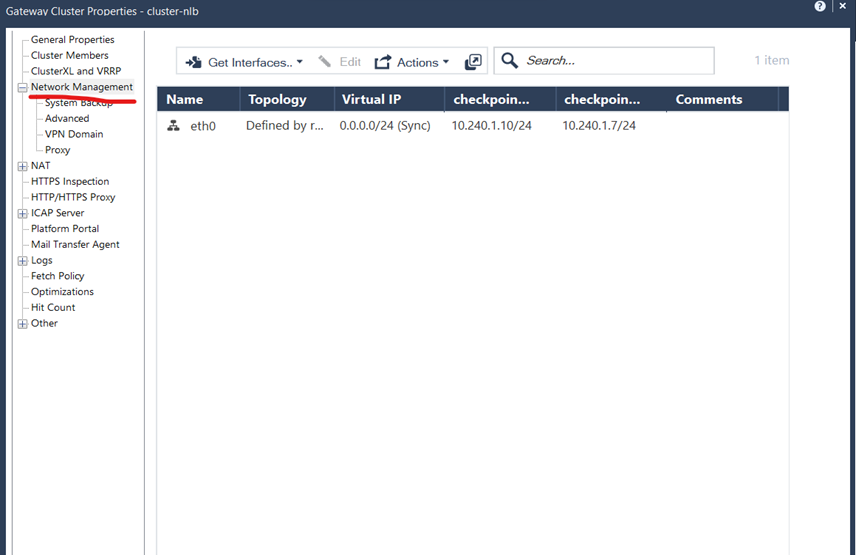 Gateway Cluster Properties - cluster-nlb
General Properties
Cluster Members
ClusterXL and VRRP
Network Management
System Backup
Advanced
VPN Domain
Proxy
NAT
HTTPS Inspection
HTTP/HTTPS Proxy
ICAP Server
Platform Portal
Mail Transfer Agent
Logs
Fetch Policy
Optimizations
Hit Count
Other
Get Interfaces.. Edit Actions Search... 1 item
Name Topology Virtual IP checkpoin... checkpoin... Comments
eth0 Defined by r... 0.0.0.0/24 (Sync) 10.240.1.10/24 10.240.1.7/24